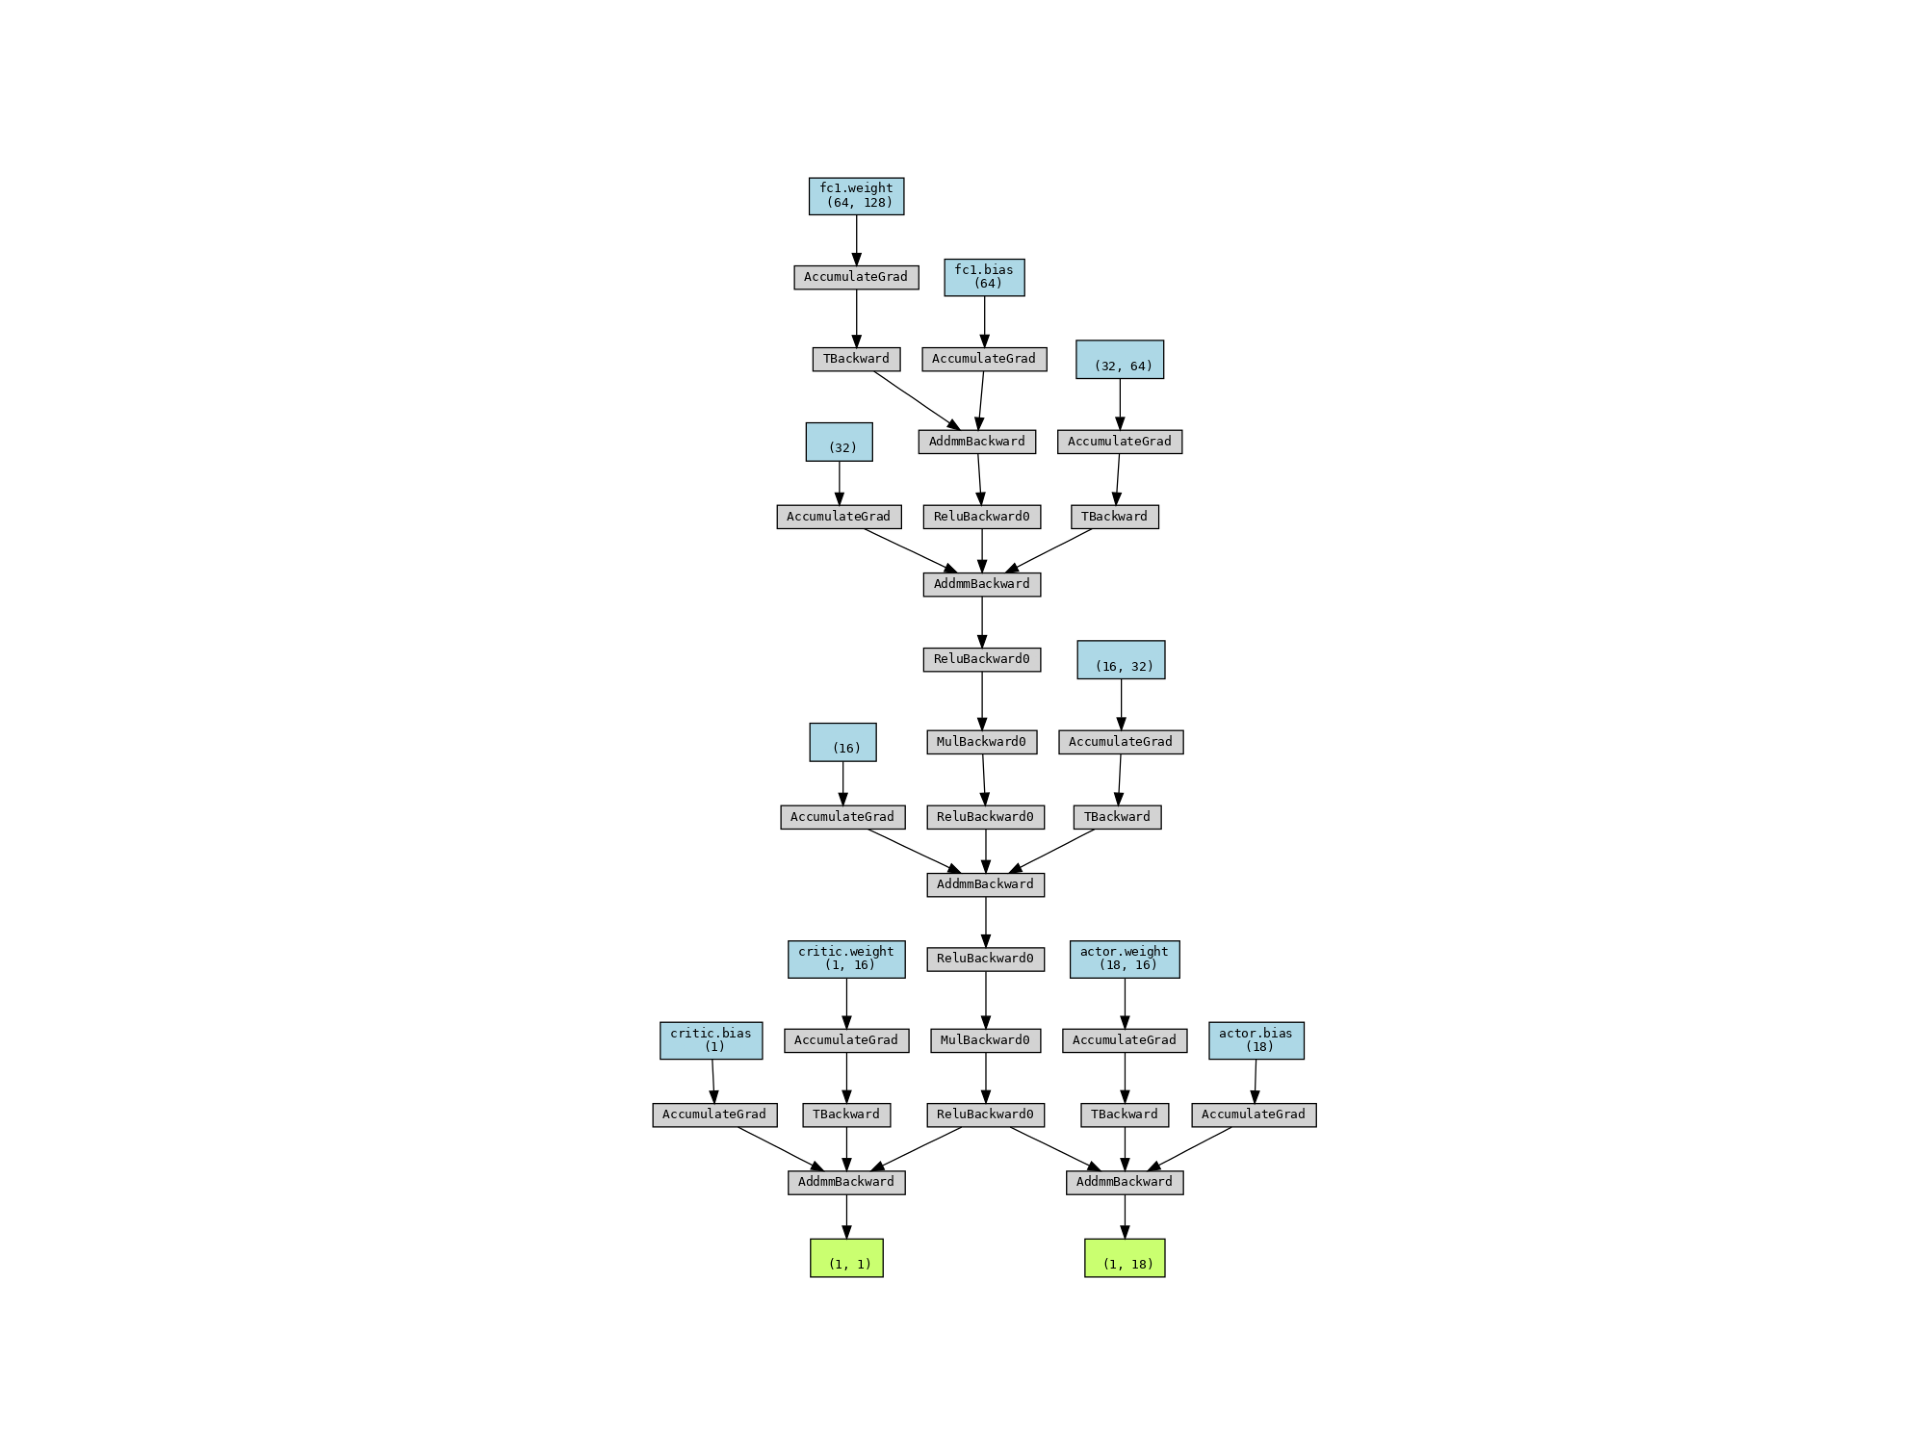 fc1.weight
(64, 128)
AccumulateGrad
fc1.bias
(64)
TBackward
AccumulateGrad
(32, 64)
(32)
AddmmBackward
AccumulateGrad
AccumulateGrad
ReluBackward0
TBackward
AddmmBackward
ReluBackward0
(16, 32)
(16)
MulBackward0
AccumulateGrad
AccumulateGrad
ReluBackward0
TBackward
AddmmBackward
critic.weight
(1, 16)
ReluBackward0
actor.weight
(18, 16)
critic.bias
(1)
AccumulateGrad
MulBackward0
AccumulateGrad
actor.bias
(18)
AccumulateGrad
TBackward
ReluBackward0
TBackward
AccumulateGrad
AddmmBackward
AddmmBackward
(1, 1)
(1, 18)